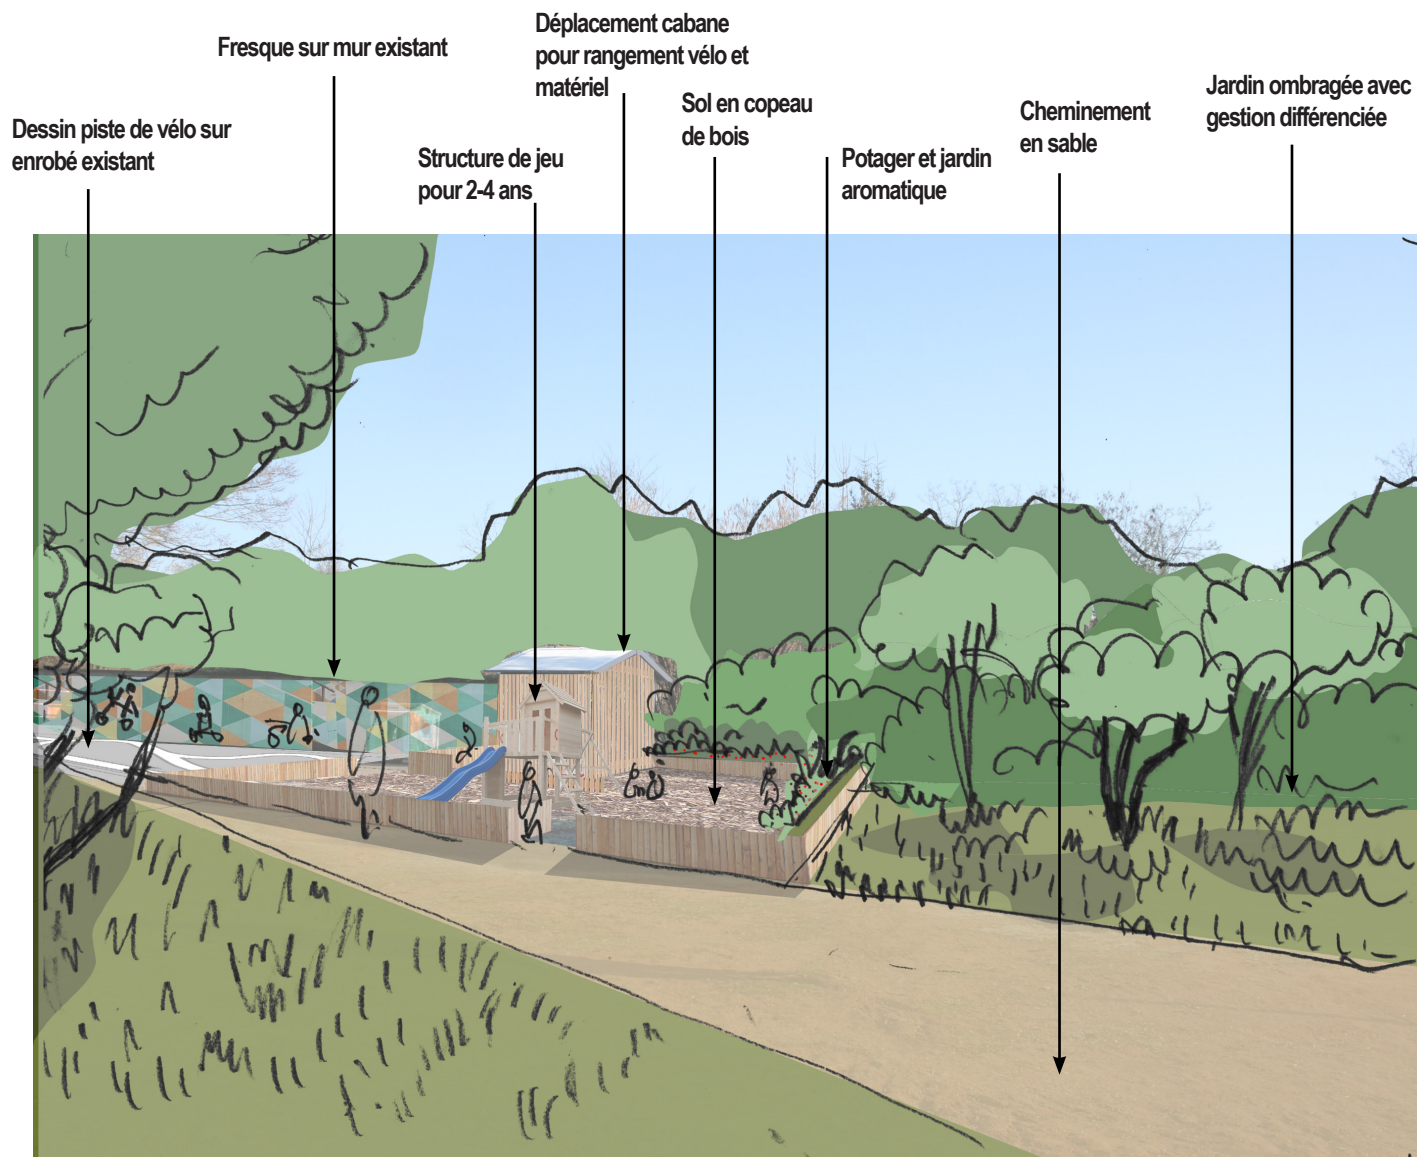 Déplacement cabane
pour rangement vélo et
matériel
Fresque sur mur existant
Jardin ombragée avec
gestion différenciée
Sol en copeau
de bois
Cheminement
en sable
Dessin piste de vélo sur
enrobé existant
Structure de jeu
pour 2-4 ans
Potager et jardin
aromatique